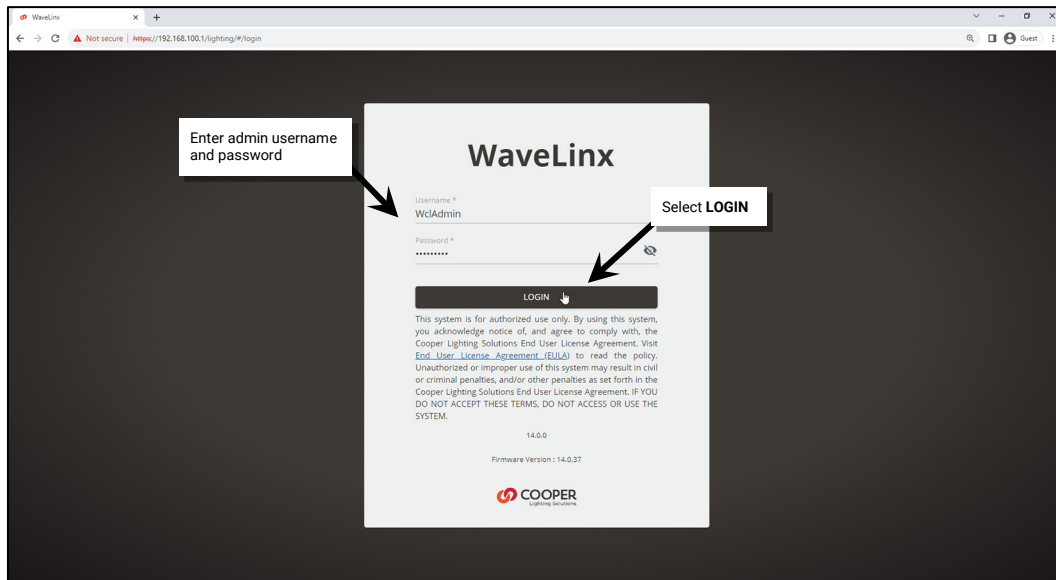 WaveLinx
Not secure | https://192.168.100.1/lighting/#/login
Guest
Enter admin username
and password
WaveLinx
Username *
WclAdmin
Select LOGIN
Password *
•••••••••
LOGIN
This system is for authorized use only. By using this system,
you acknowledge notice of, and agree to comply with, the
Cooper Lighting Solutions End User License Agreement. Visit
End User License Agreement (EULA) to read the policy.
Unauthorized or improper use of this system may result in civil
or criminal penalties, and/or other penalties as set forth in the
Cooper Lighting Solutions End User License Agreement. IF YOU
DO NOT ACCEPT THESE TERMS, DO NOT ACCESS OR USE THE
SYSTEM.
14.0.0
Firmware Version : 14.0.37
COOPER
Lighting Solutions